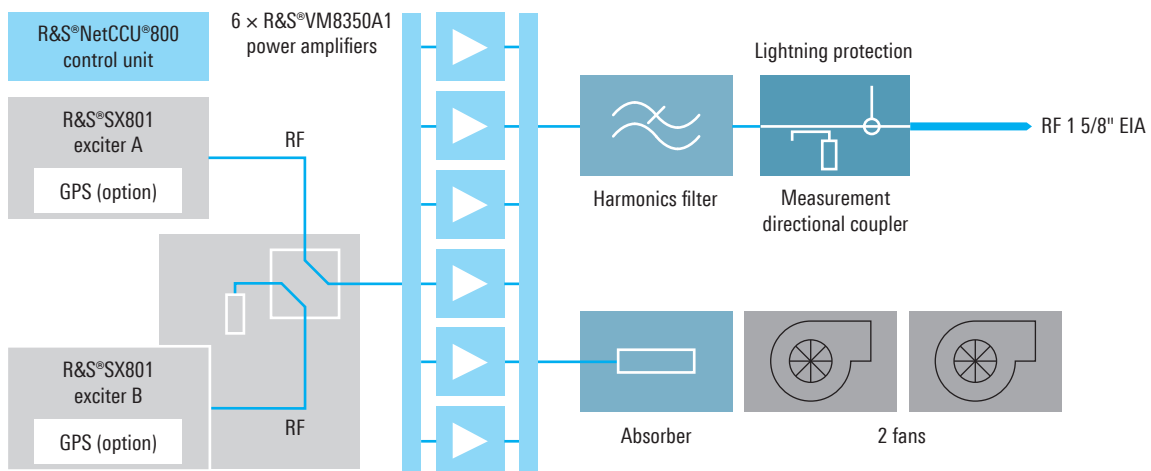 R&S®NetCCU®800
control unit
6 × R&S®VM8350A1
power amplifiers
R&S®SX801
exciter A
GPS (option)
RF
Lightning protection
RF 1 5/8" EIA
Harmonics filter
Measurement
directional coupler
R&S®SX801
exciter B
GPS (option)
RF
Absorber
2 fans